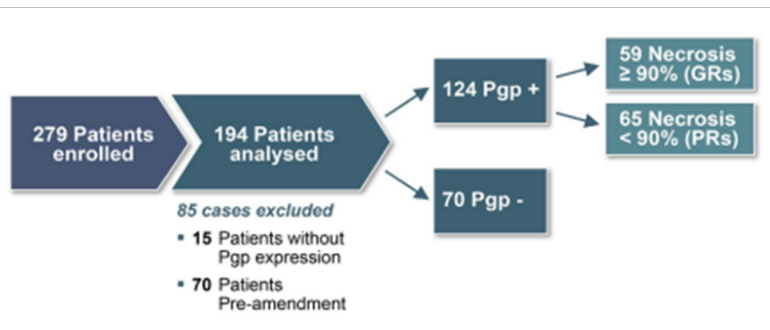 279 Patients
enrolled
194 Patients
analysed
85 cases excluded
▪ 15 Patients without
Pgp expression
▪ 70 Patients
Pre-amendment
124 Pgp +
70 Pgp -
59 Necrosis
≥ 90% (GRs)
65 Necrosis
< 90% (PRs)